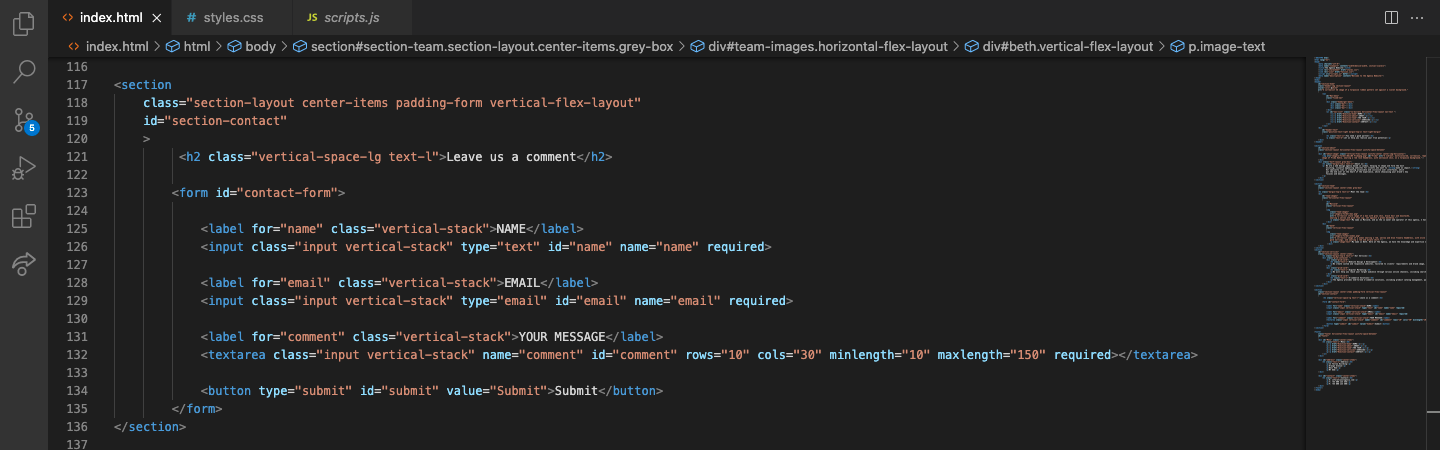 index.html styles.css JS scripts.js
index.html > html > body > section#section-team.section-layout.center-items.grey-box > div#team-images.horizontal-flex-layout > div#beth.vertical-flex-layout > p.image-text
116
117 <section
118 class="section-layout center-items padding-form vertical-flex-layout"
119 id="section-contact"
120 >
121 <h2 class="vertical-space-lg text-l">Leave us a comment</h2>
122
123 <form id="contact-form">
124
125 <label for="name" class="vertical-stack">NAME</label>
126 <input class="input vertical-stack" type="text" id="name" name="name" required>
127
128 <label for="email" class="vertical-stack">EMAIL</label>
129 <input class="input vertical-stack" type="email" id="email" name="email" required>
130
131 <label for="comment" class="vertical-stack">YOUR MESSAGE</label>
132 <textarea class="input vertical-stack" name="comment" id="comment" rows="10" cols="30" minlength="10" maxlength="150" required></textarea>
133
134 <button type="submit" id="submit" value="Submit">Submit</button>
135 </form>
136 </section>
137
5